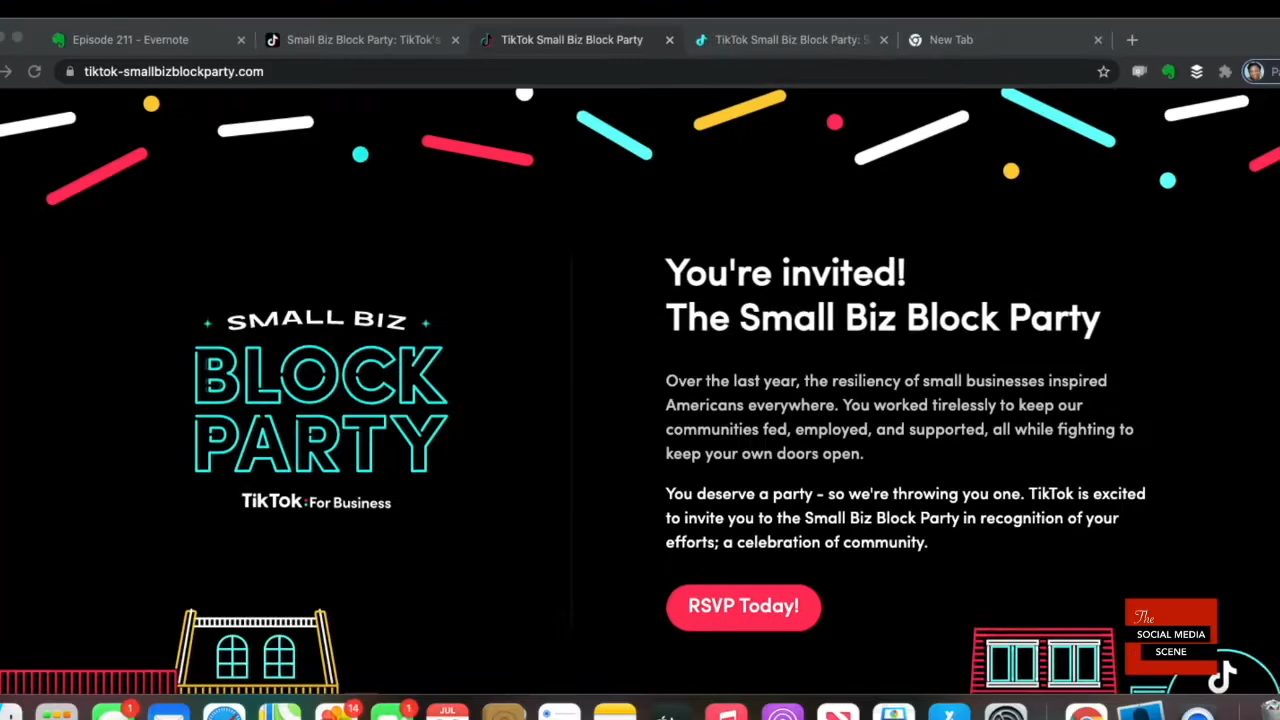 Episode 211 - Evernote
Small Biz Block Party: TikTok's
TikTok Small Biz Block Party
TikTok Small Biz Block Party: S
New Tab
tiktok-smallbizblockparty.com
SMALL BIZ
BLOCK
PARTY
TikTok: For Business
You're invited!
The Small Biz Block Party
Over the last year, the resiliency of small businesses inspired
Americans everywhere. You worked tirelessly to keep our
communities fed, employed, and supported, all while fighting to
keep your own doors open.
You deserve a party - so we're throwing you one. TikTok is excited
to invite you to the Small Biz Block Party in recognition of your
efforts; a celebration of community.
RSVP Today!
The
SOCIAL MEDIA
SCENE
1
14
1
JUL